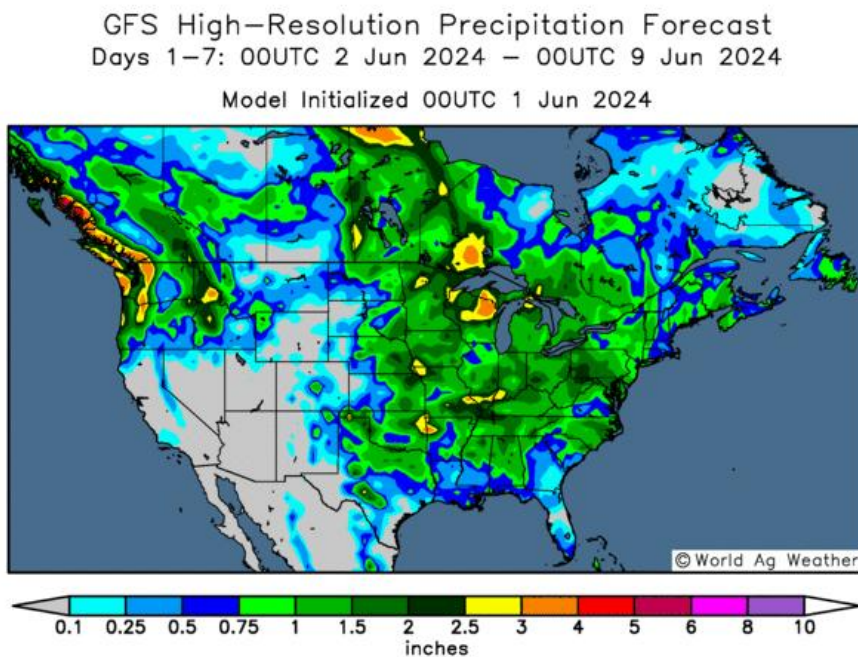 GFS High-Resolution Precipitation Forecast
Days 1-7: 00UTC 2 Jun 2024 - 00UTC 9 Jun 2024
Model Initialized 00UTC 1 Jun 2024
©World Ag Weather
0.1 0.25 0.5 0.75 1 1.5 2 2.5 3 4 5 6 8 10
inches